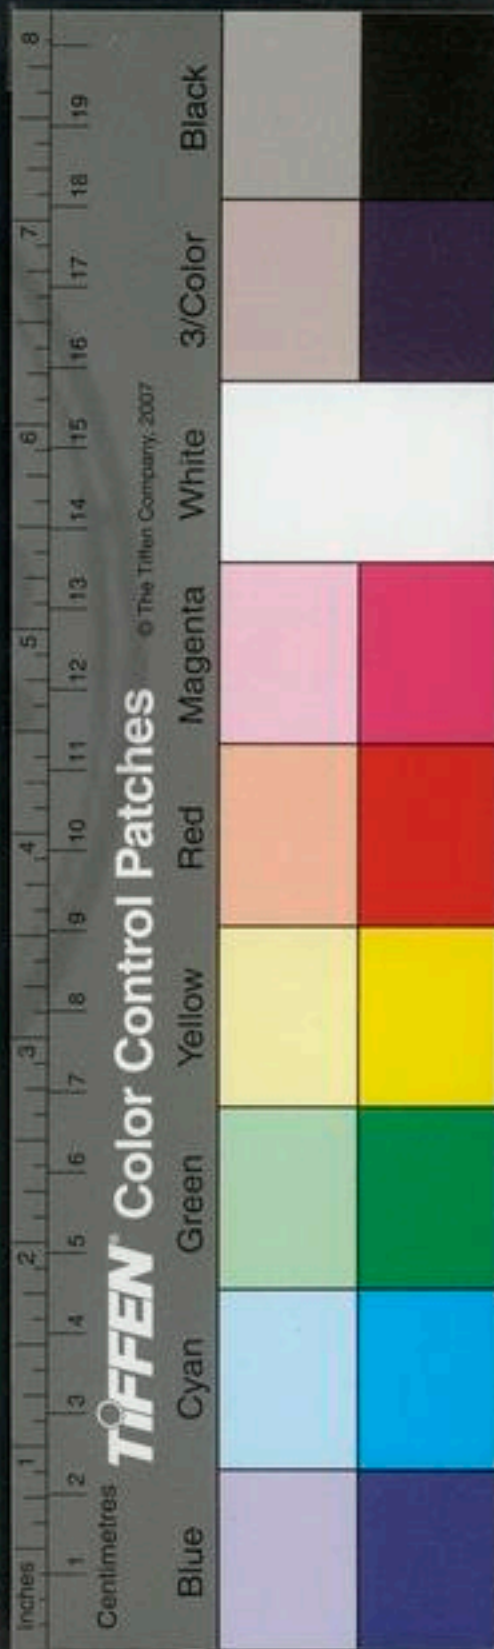 Inches 1 2 3 4 5 6 7 8
Centimetres 1 2 3 4 5 6 7 8 9 10 11 12 13 14 15 16 17 18 19
TIFFEN® Color Control Patches © The Tiffen Company, 2007
Blue Cyan Green Yellow Red Magenta White 3/Color Black